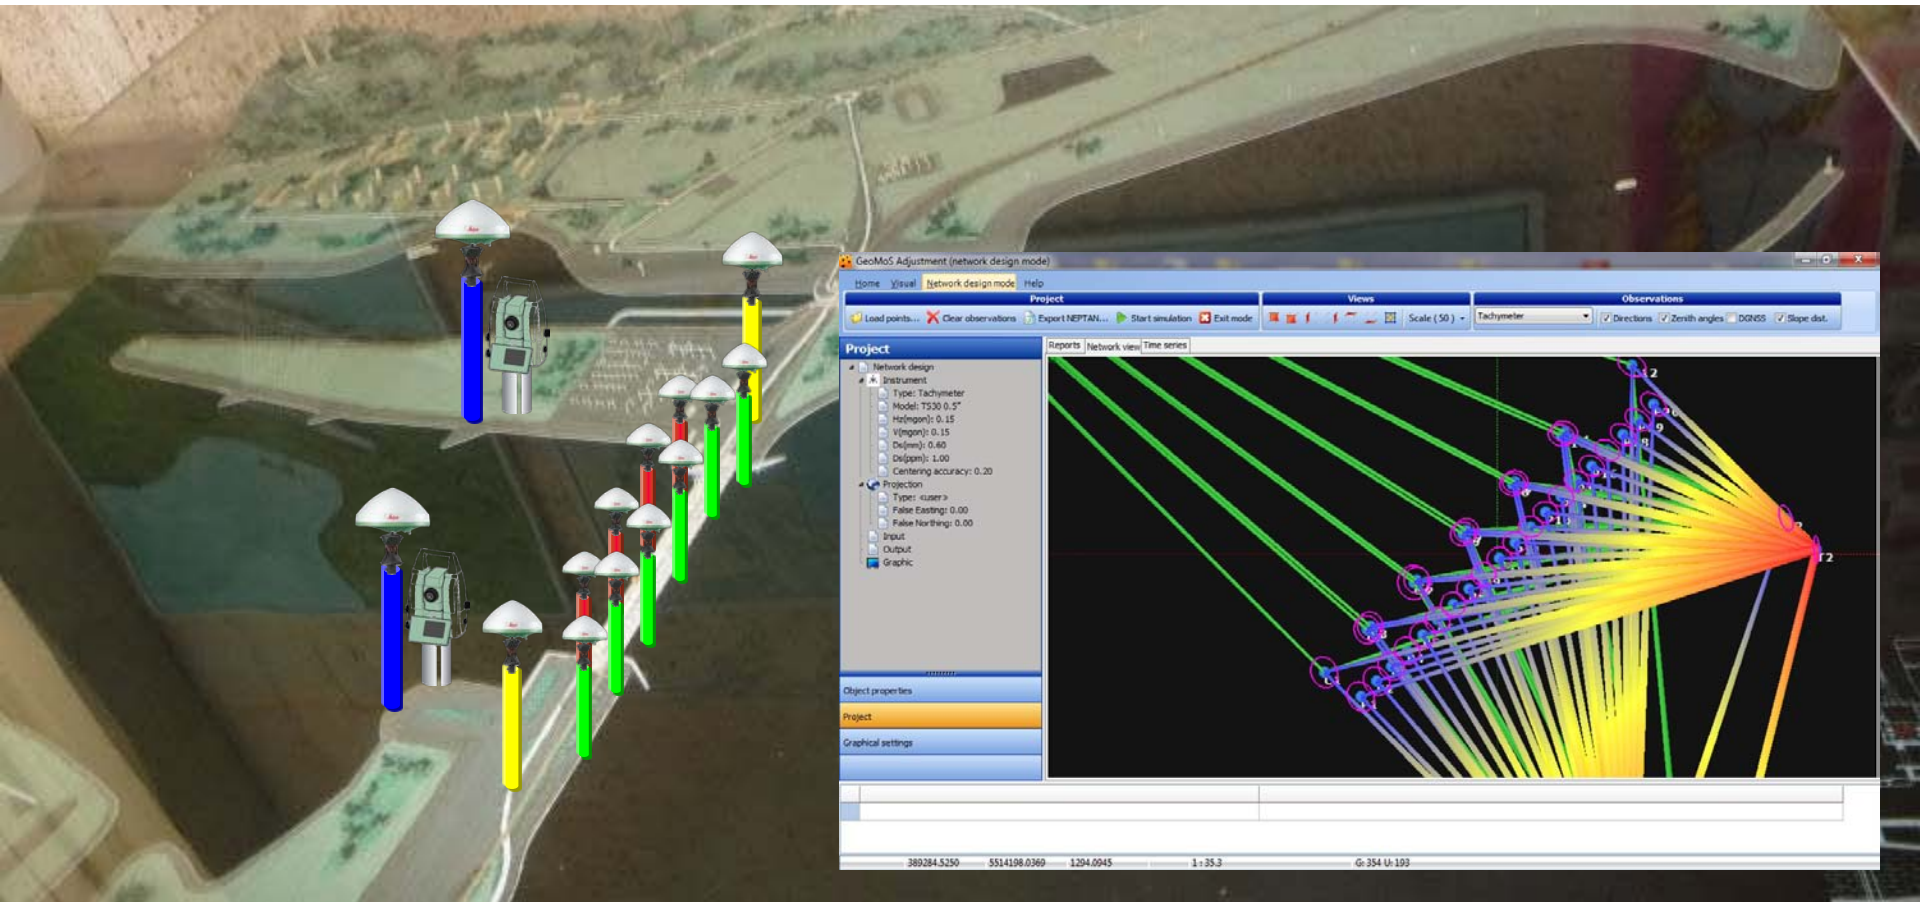 GeoMoS Adjustment (network design mode)
Home Visual Network design mode Help
Project Views Observations
Load points... Clear observations Export NEPTAN... Start simulation Exit mode Scale ( 50 ) Tachymeter Directions Zenith angles DGNSS Slope dist.
Project
Reports Network view Time series
Network design
Instrument
Type: Tachymeter
Model: TS30 0.5"
Hz(mgon): 0.15
V(mgon): 0.15
Ds(mm): 0.60
Ds(ppm): 1.00
Centering accuracy: 0.20
Projection
Type: <user>
False Easting: 0.00
False Northing: 0.00
Input
Output
Graphic
Object properties
Project
Graphical settings
389284.5250 5514198.0369 1294.0945 1 : 35.3 G: 354 U: 193